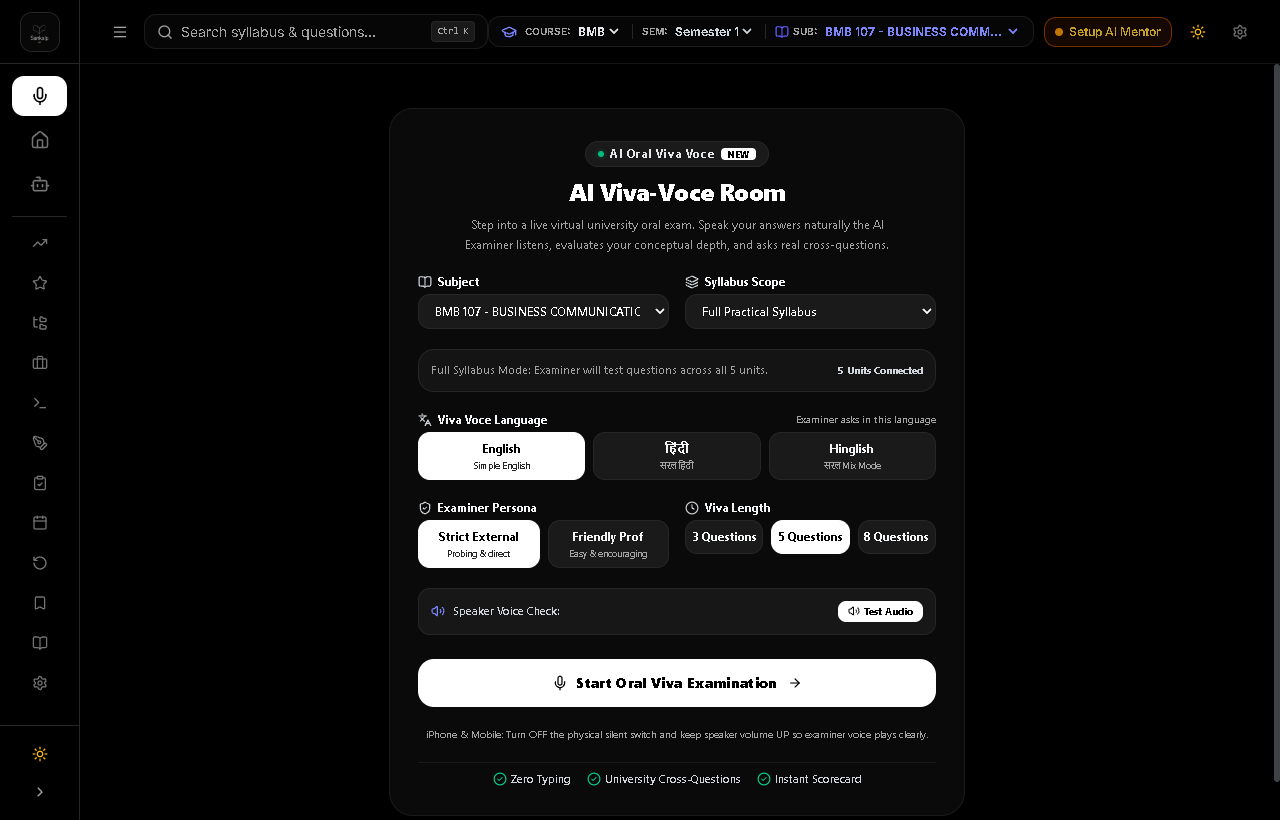 Sankalp
Search syllabus & questions...
Ctrl K
COURSE: BMB
SEM: Semester 1
SUB: BMB 107 - BUSINESS COMM...
Setup AI Mentor
AI Oral Viva Voce NEW
AI Viva-Voce Room
Step into a live virtual university oral exam. Speak your answers naturally the AI
Examiner listens, evaluates your conceptual depth, and asks real cross-questions.
Subject
Syllabus Scope
BMB 107 - BUSINESS COMMUNICATIC
Full Practical Syllabus
Full Syllabus Mode: Examiner will test questions across all 5 units.
5 Units Connected
Viva Voce Language
Examiner asks in this language
English
Simple English
हिंदी
सरल हिंदी
Hinglish
सरल Mix Mode
Examiner Persona
Viva Length
Strict External
Probing & direct
Friendly Prof
Easy & encouraging
3 Questions
5 Questions
8 Questions
Speaker Voice Check:
Test Audio
Start Oral Viva Examination
iPhone & Mobile: Turn OFF the physical silent switch and keep speaker volume UP so examiner voice plays clearly.
Zero Typing
University Cross-Questions
Instant Scorecard